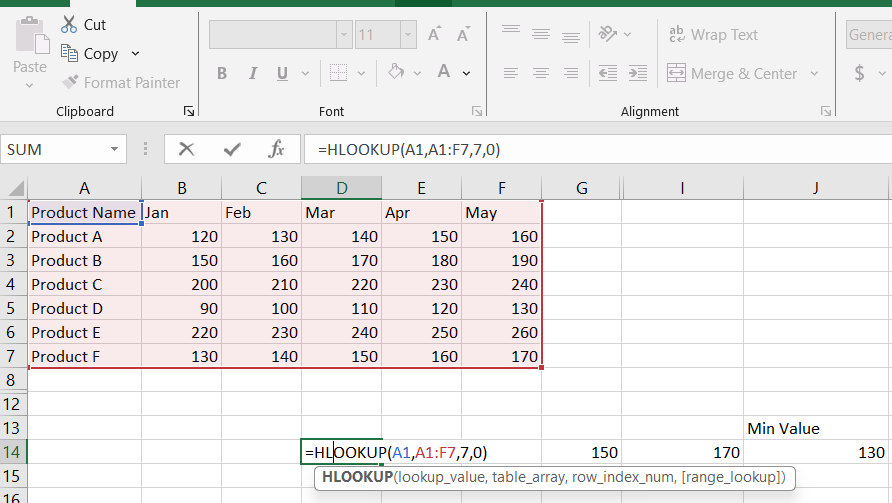 Cut
Copy
Format Painter
Paste
Clipboard
11 A A
B I U A
Font
ab Wrap Text
Merge & Center
Alignment
Genera
$
SUM fx =HLOOKUP(A1,A1:F7,7,0)
A B C D E F G I J
1 Product Name Jan Feb Mar Apr May
2 Product A 120 130 140 150 160
3 Product B 150 160 170 180 190
4 Product C 200 210 220 230 240
5 Product D 90 100 110 120 130
6 Product E 220 230 240 250 260
7 Product F 130 140 150 160 170
8
12
13 Min Value
14 =HLOOKUP(A1,A1:F7,7,0) 150 170 130
15 HLOOKUP(lookup_value, table_array, row_index_num, [range_lookup])
16